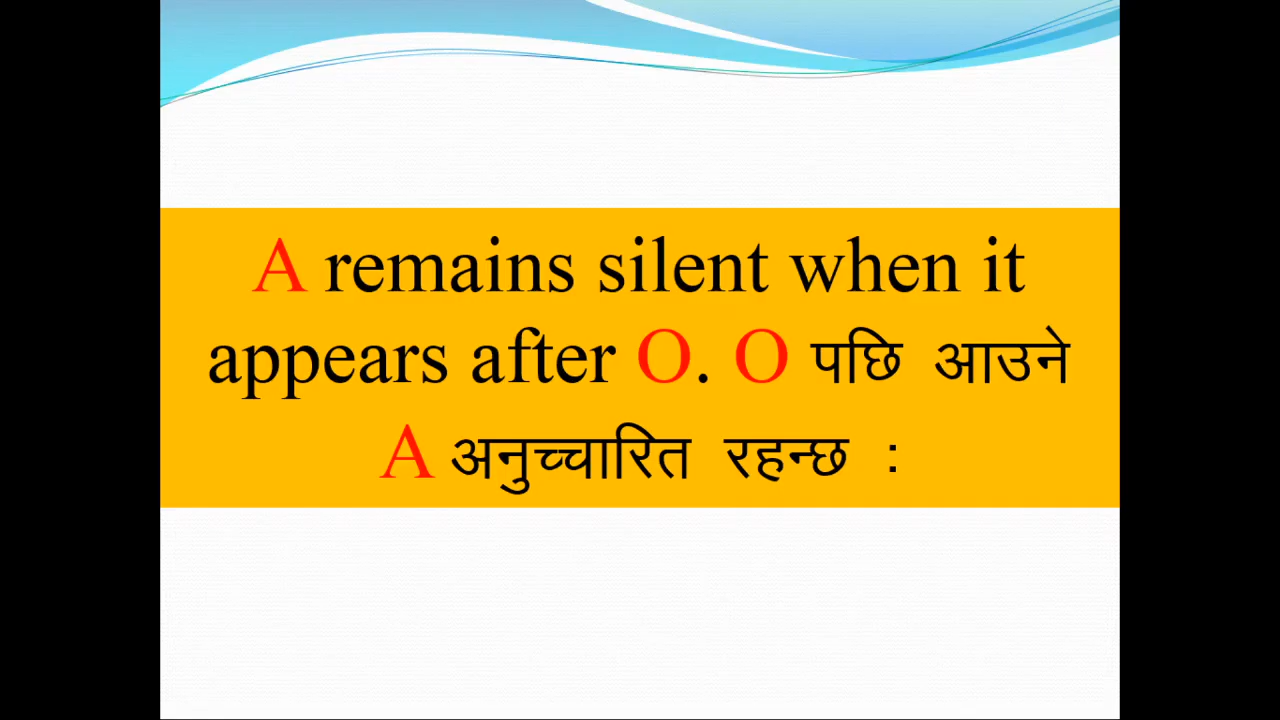 A remains silent when it
appears after O. O पछि आउने
A अनुच्चारित रहन्छ :